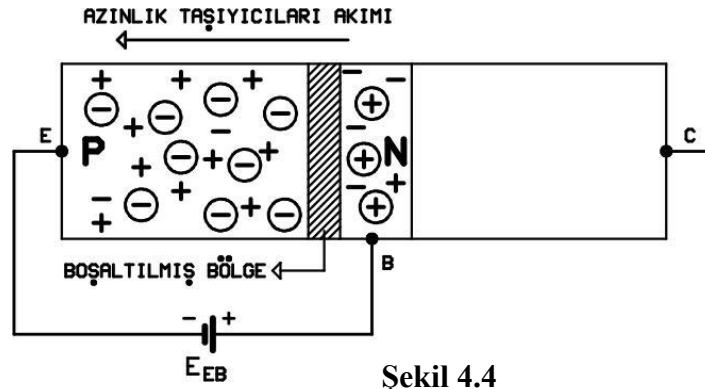 AZINLIK TAŞIYICILARI AKIMI
E
P
N
C
B
BOŞALTILMIŞ BÖLGE
- +
E_EB
Şekil 4.4